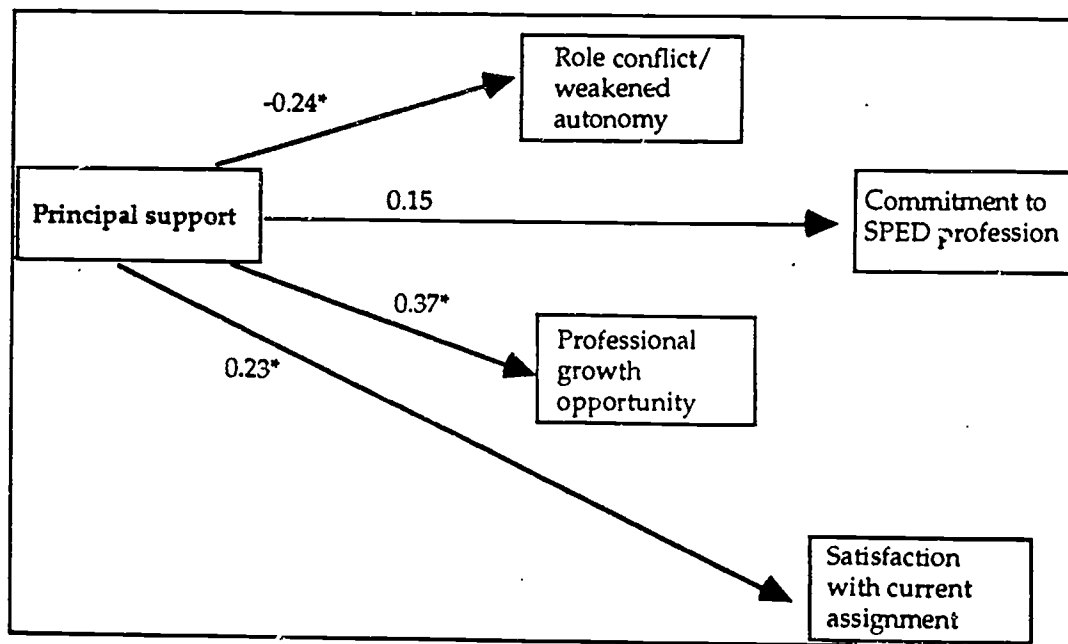 Role conflict/
weakened
autonomy
-0.24*
Principal support
0.15
Commitment to
SPED profession
0.37*
Professional
growth
opportunity
0.23*
Satisfaction
with current
assignment